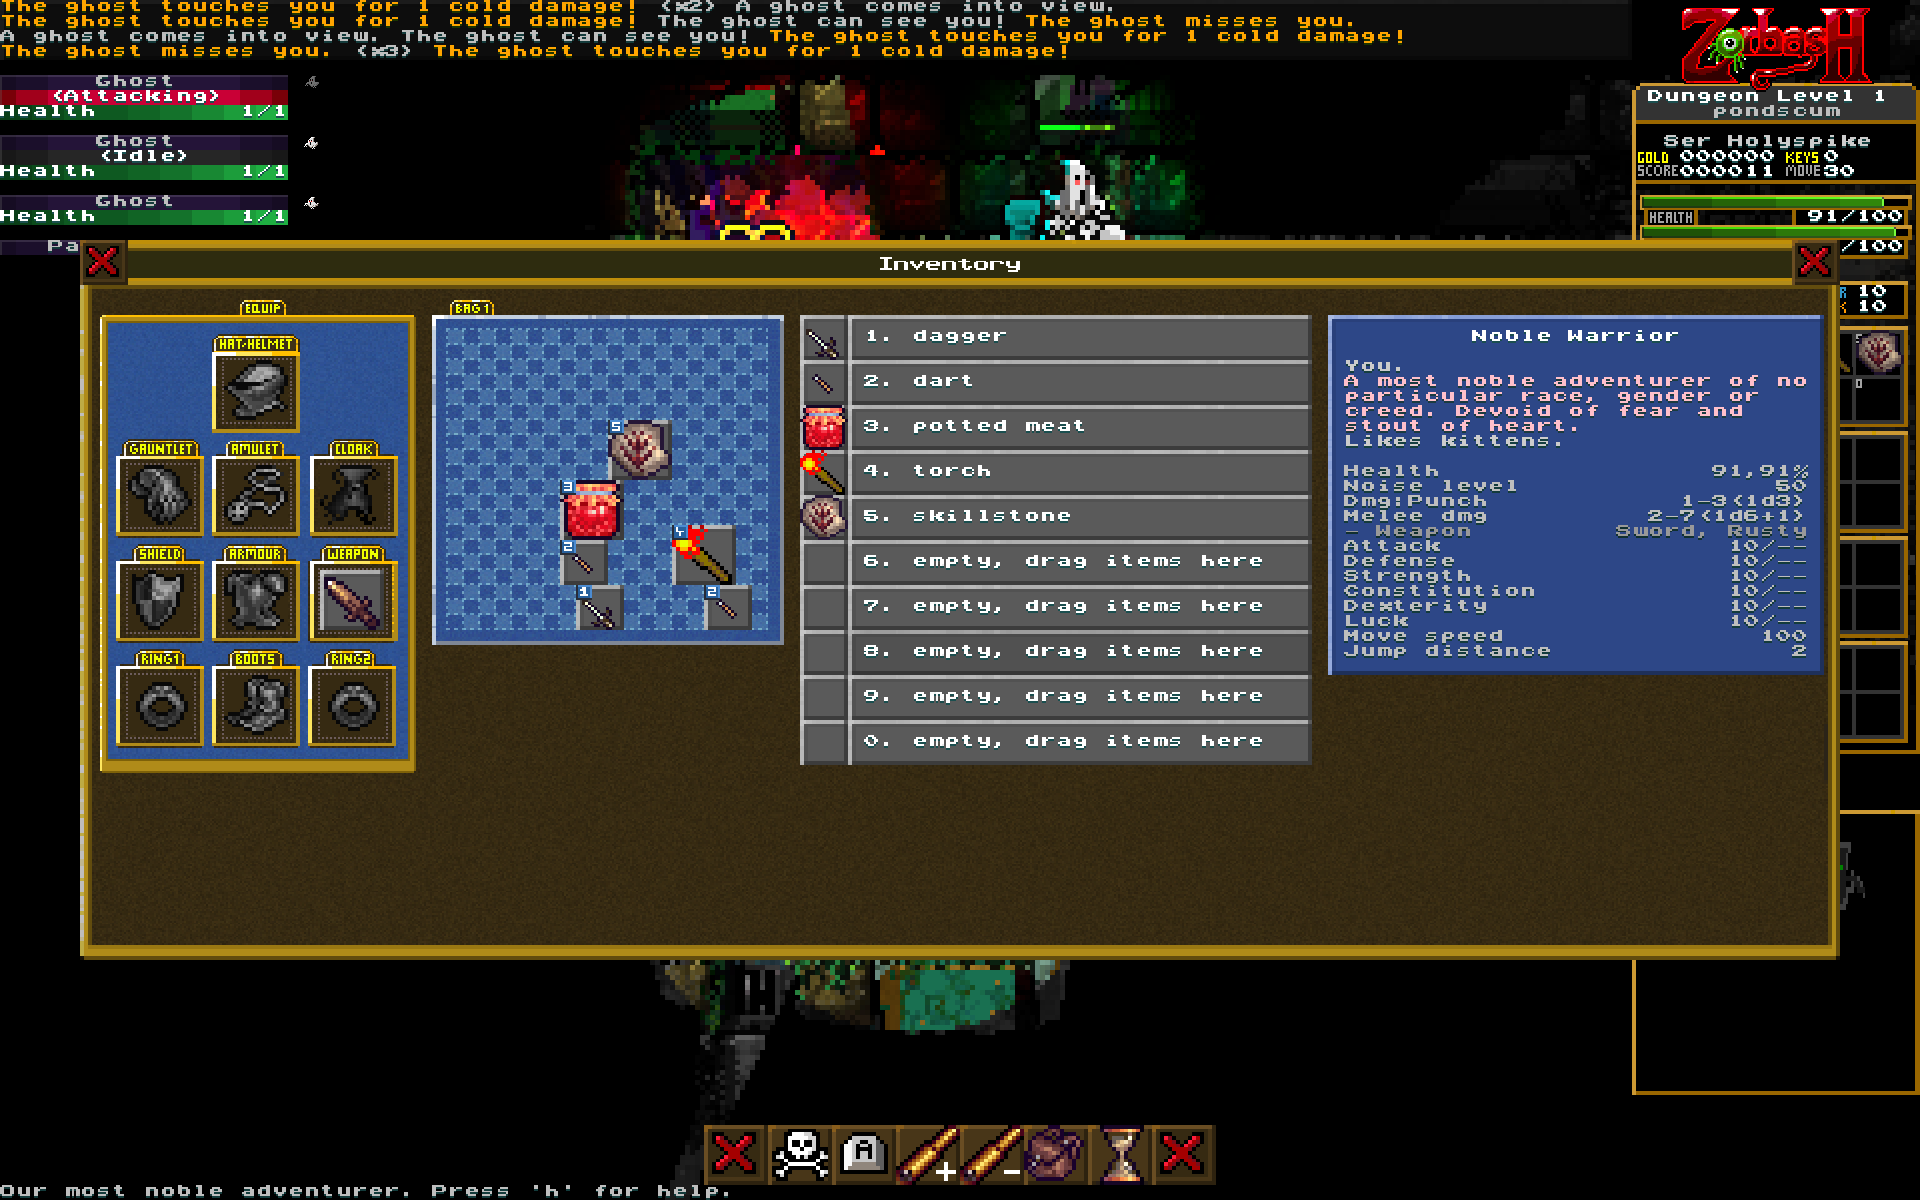 The ghost touches you for 1 cold damage! (x2) A ghost comes into view.
The ghost touches you for 1 cold damage! The ghost can see you! The ghost misses you.
A ghost comes into view. The ghost can see you! The ghost touches you for 1 cold damage!
The ghost misses you. (x3) The ghost touches you for 1 cold damage!
ZorbasH
Ghost
(Attacking)
Health 1/1
Ghost
(Idle)
Health 1/1
Ghost
Health 1/1
Pa
Dungeon Level 1
pondscum
Ser Holyspike
GOLD 000000 KEYS 0
SCORE 000011 MOVE 30
HEALTH 91/100
/100
R 10
K 10
Inventory
EQUIP
HAT-HELMET
GAUNTLET AMULET CLOAK
SHIELD ARMOUR WEAPON
RING1 BOOTS RING2
BAG1
5
3
2
4
1
2
1. dagger
2. dart
3. potted meat
4. torch
5. skillstone
6. empty, drag items here
7. empty, drag items here
8. empty, drag items here
9. empty, drag items here
0. empty, drag items here
Noble Warrior
You.
A most noble adventurer of no
particular race, gender or
creed. Devoid of fear and
stout of heart.
Likes kittens.
Health 91,91%
Noise level 50
Dmg:Punch 1-3(1d3)
Melee dmg 2-7(1d6+1)
- Weapon Sword, Rusty
Attack 10/--
Defense 10/--
Strength 10/--
Constitution 10/--
Dexterity 10/--
Luck 10/--
Move speed 100
Jump distance 2
5
0
A
+
-
Our most noble adventurer. Press 'h' for help.